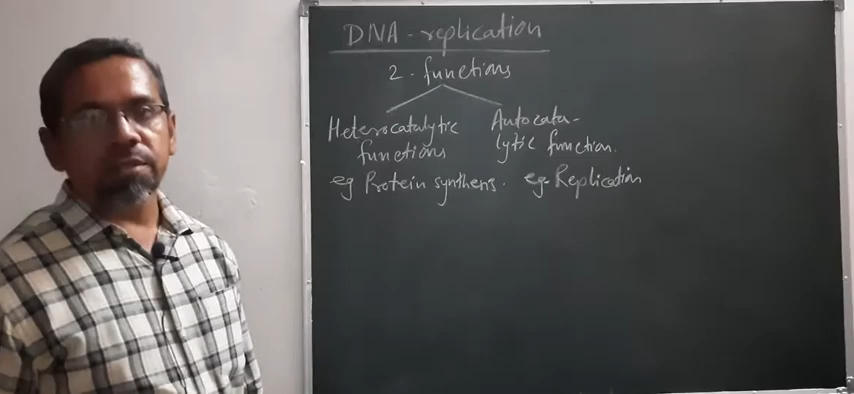 DNA - replication
2 - functions
Heterocatalytic
functions
eg Protein synthesis.
Autocata-
lytic function.
eg. Replication